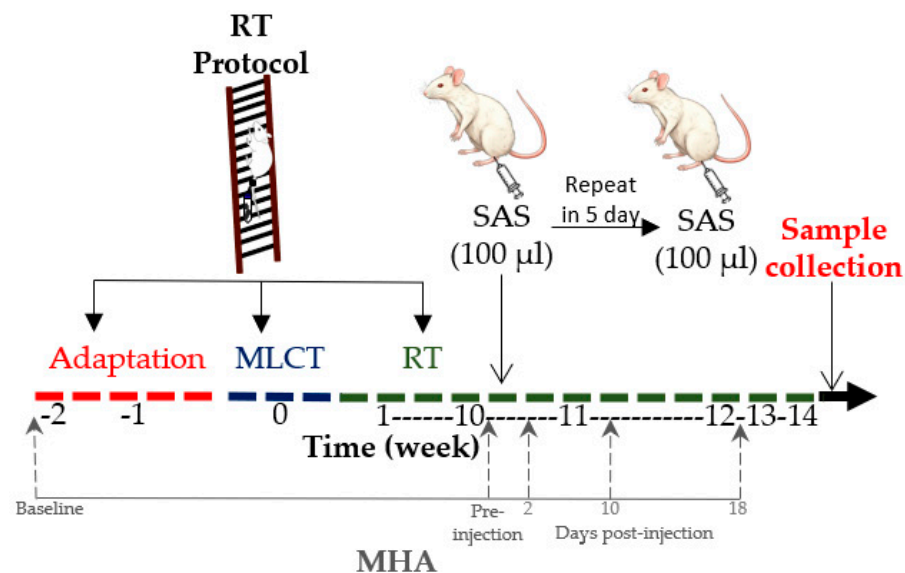 RT
Protocol
Repeat
in 5 day
SAS
(100 µl)
SAS
(100 µl)
Sample
collection
Adaptation MLCT RT
-2 -1 0 1------10--------11--------------12-13-14
Time (week)
Baseline
Pre-
injection
2 10 18
Days post-injection
MHA